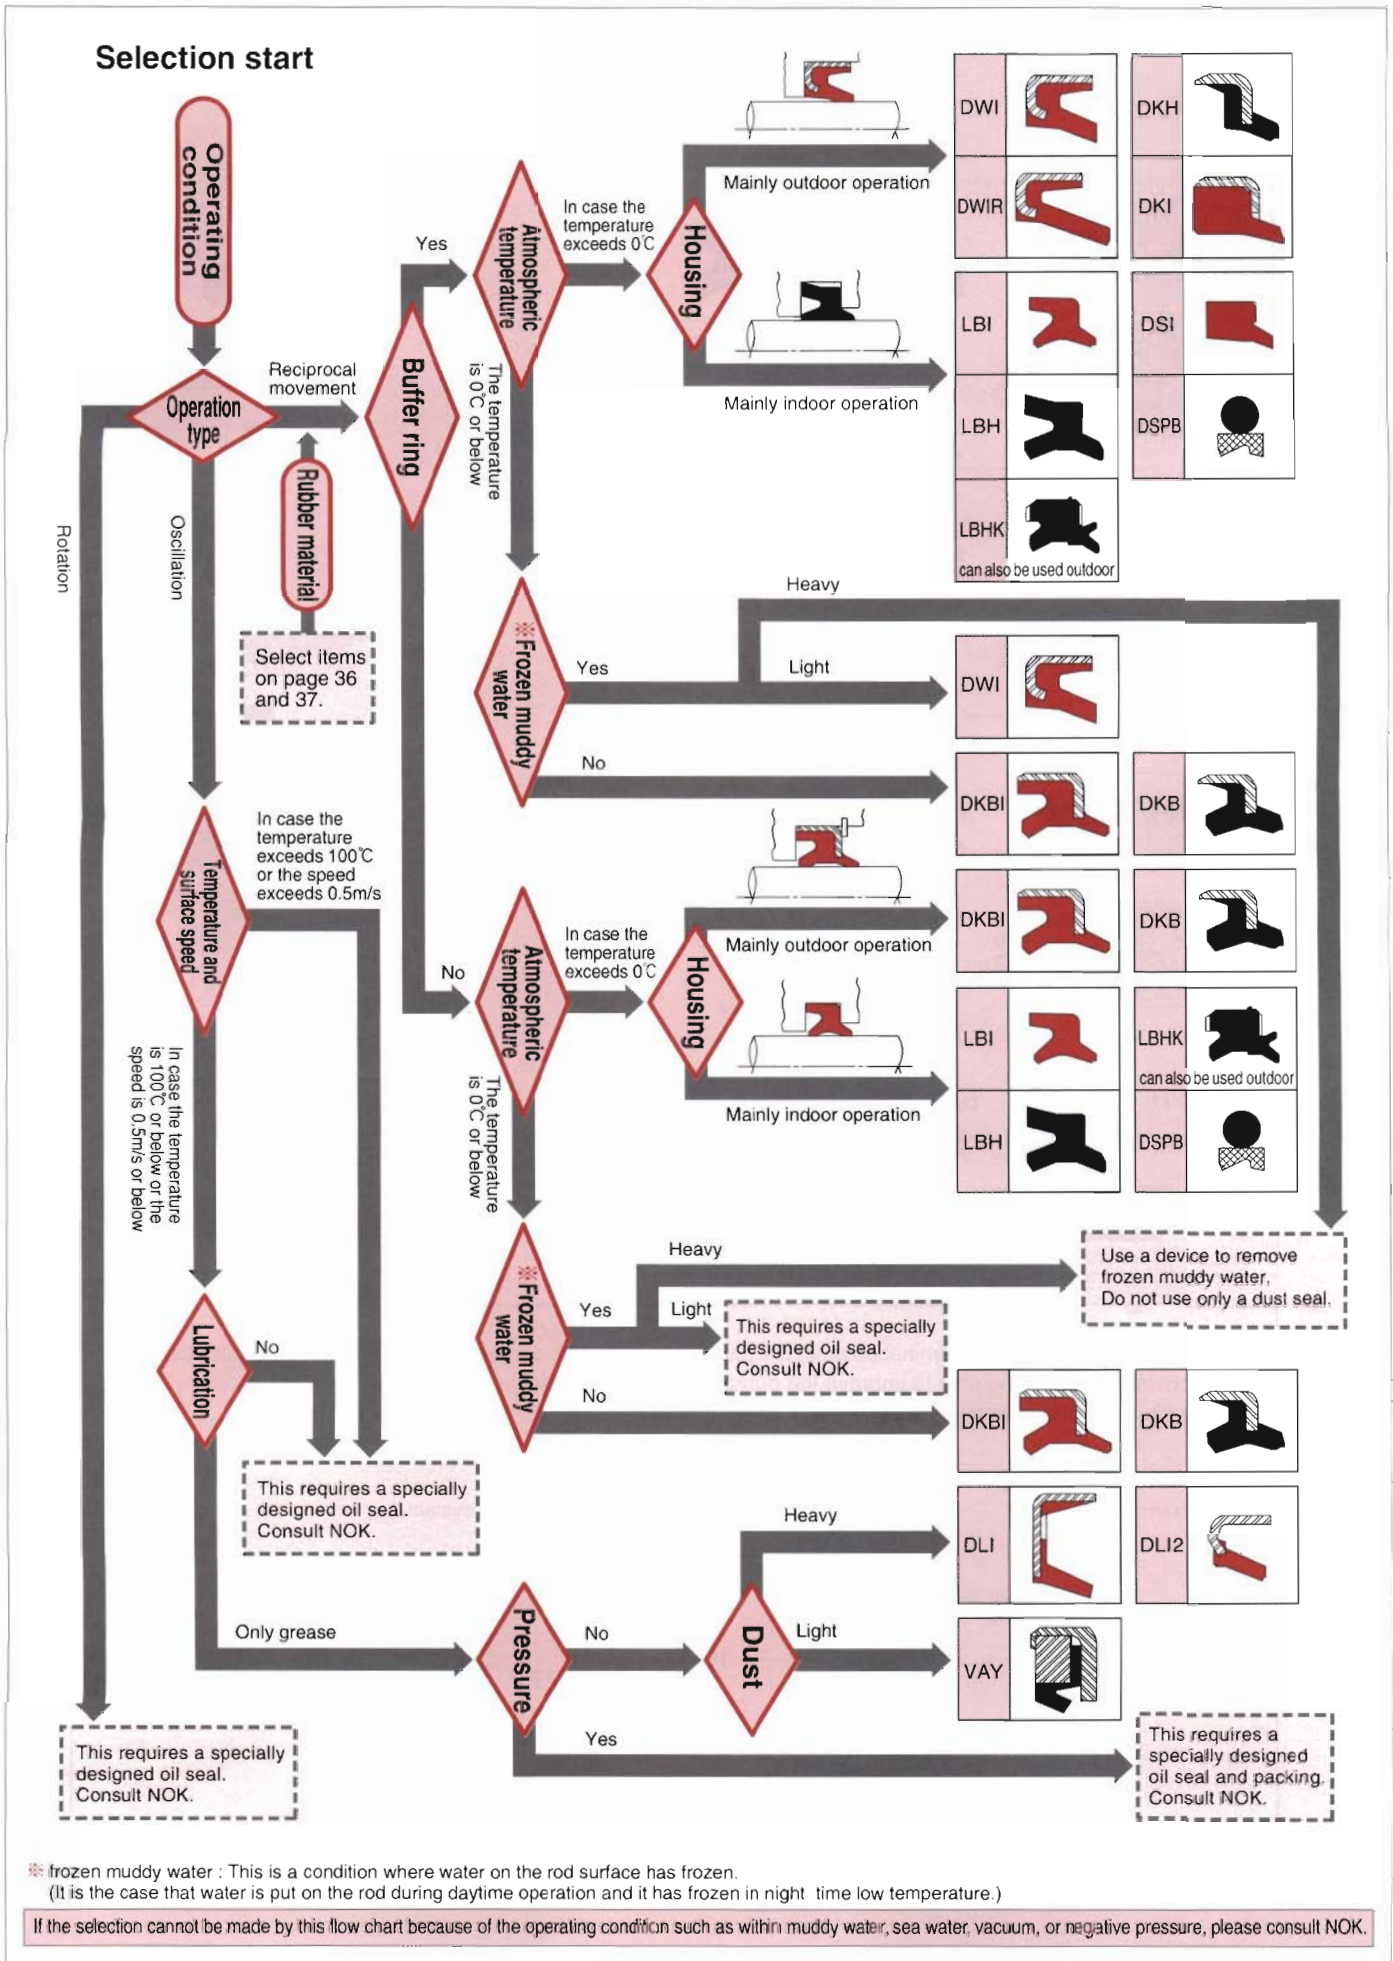 Selection start
Operating
condition
Operation
type
Reciprocal
movement
Rotation
Oscillation
Rubber material
Select items
on page 36
and 37.
Buffer ring
Yes
Atmospheric
temperature
In case the
temperature
exceeds 0℃
Housing
Mainly outdoor operation
Mainly indoor operation
DWI
DKH
DWIR
DKI
LBI
DSI
LBH
DSPB
LBHK
can also be used outdoor
The temperature
is 0℃ or below
※Frozen muddy
water
Yes
Heavy
Light
DWI
No
DKBI
DKB
Temperature and
surface speed
In case the
temperature
exceeds 100℃
or the speed
exceeds 0.5m/s
In case the temperature
is 100℃ or below or the
speed is 0.5m/s or below
No
Atmospheric
temperature
In case the
temperature
exceeds 0℃
Housing
Mainly outdoor operation
Mainly indoor operation
DKBI
DKB
LBI
LBHK
can also be used outdoor
LBH
DSPB
The temperature
is 0℃ or below
※Frozen muddy
water
Yes
Heavy
Light
Use a device to remove
frozen muddy water,
Do not use only a dust seal.
This requires a specially
designed oil seal.
Consult NOK.
No
DKBI
DKB
Lubrication
No
This requires a specially
designed oil seal.
Consult NOK.
Only grease
Pressure
No
Dust
Heavy
DLI
DLI2
Light
VAY
Yes
This requires a
specially designed
oil seal and packing.
Consult NOK.
This requires a specially
designed oil seal.
Consult NOK.
※ frozen muddy water : This is a condition where water on the rod surface has frozen.
(It is the case that water is put on the rod during daytime operation and it has frozen in night time low temperature.)
If the selection cannot be made by this flow chart because of the operating condition such as within muddy water, sea water, vacuum, or negative pressure, please consult NOK.